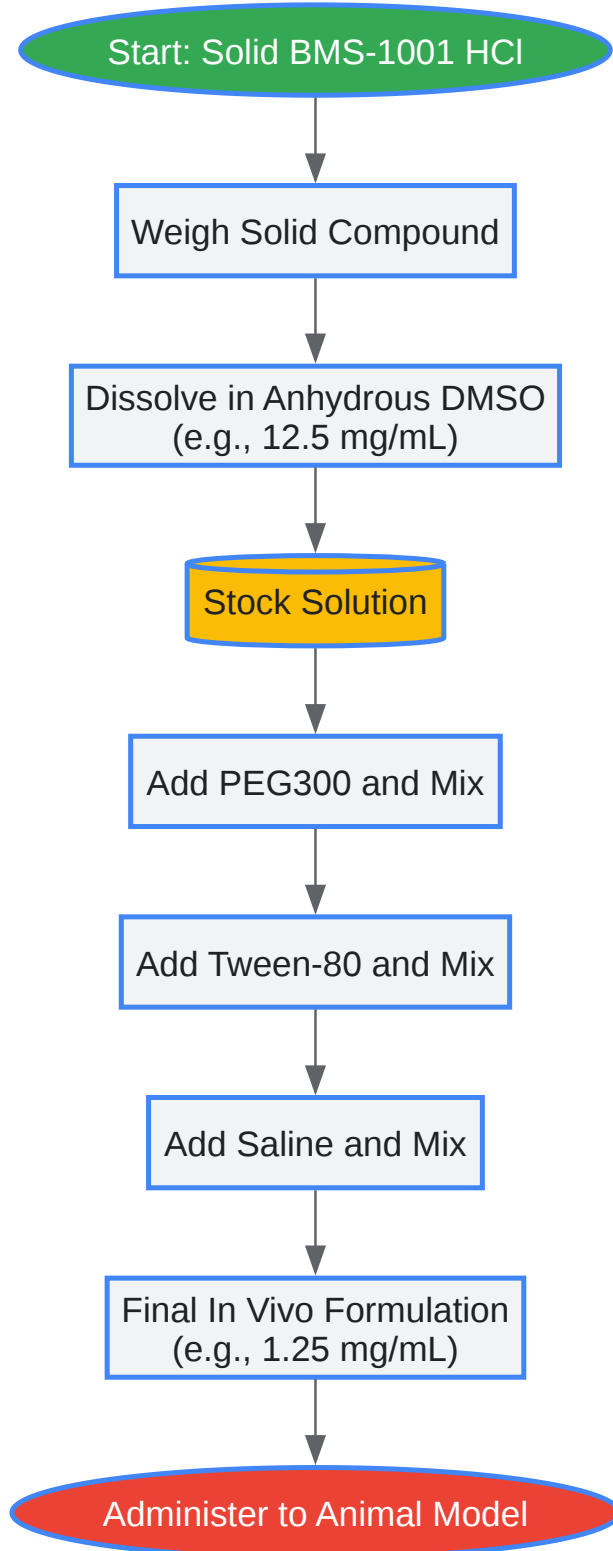 Start: Solid BMS-1001 HCl
Weigh Solid Compound
Dissolve in Anhydrous DMSO
(e.g., 12.5 mg/mL)
Stock Solution
Add PEG300 and Mix
Add Tween-80 and Mix
Add Saline and Mix
Final In Vivo Formulation
(e.g., 1.25 mg/mL)
Administer to Animal Model